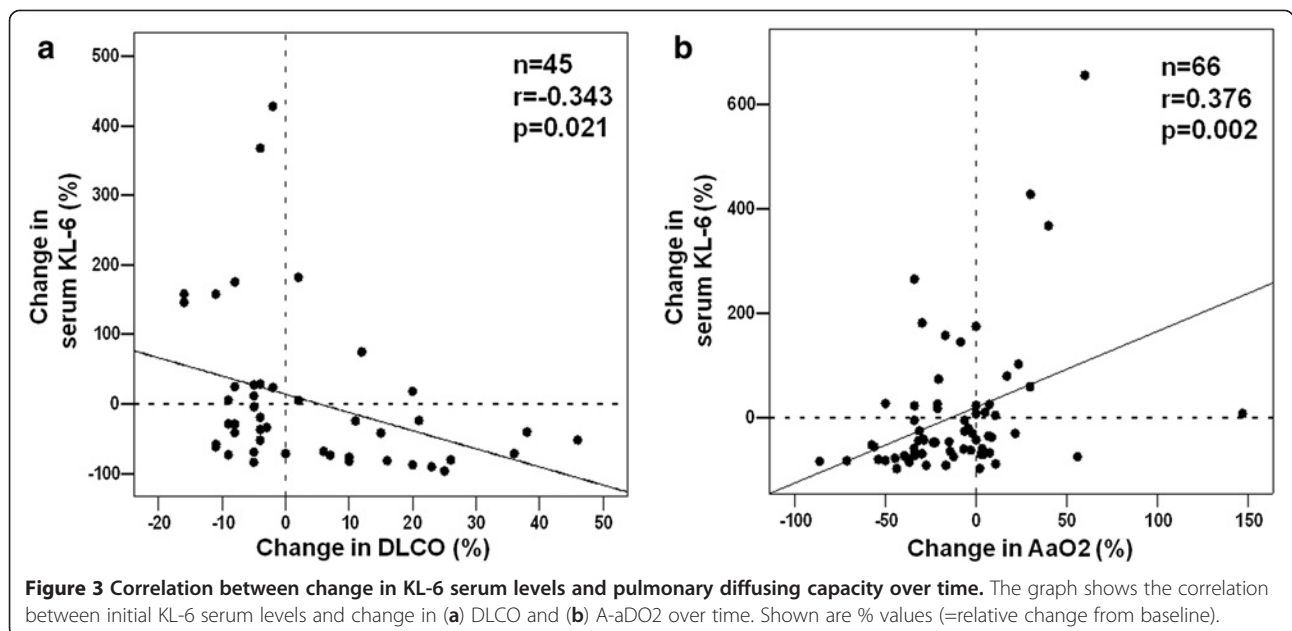 a
n=45
r=-0.343
p=0.021
Change in
serum KL-6 (%)
500
400
300
200
100
0
-100
-20
-10
0
10
20
30
40
50
Change in DLCO (%)
b
n=66
r=0.376
p=0.002
Change in
serum KL-6 (%)
600
400
200
0
-100
-50
0
50
100
150
Change in AaO2 (%)
Figure 3 Correlation between change in KL-6 serum levels and pulmonary diffusing capacity over time. The graph shows the correlation
between initial KL-6 serum levels and change in (a) DLCO and (b) A-aDO2 over time. Shown are % values (=relative change from baseline).